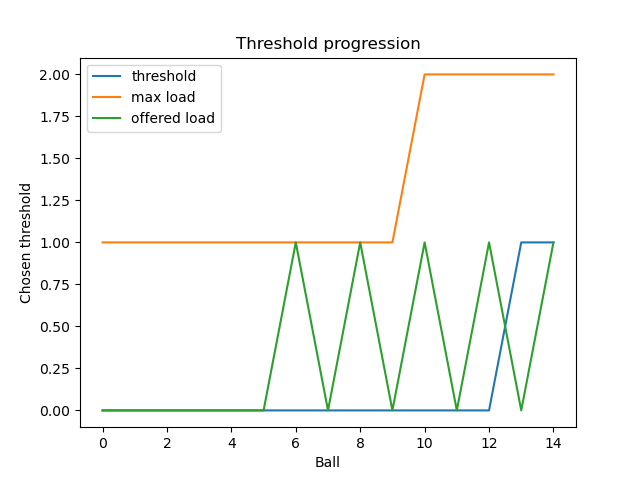 Threshold progression
threshold
max load
offered load
Chosen threshold
2.00
1.75
1.50
1.25
1.00
0.75
0.50
0.25
0.00
0 2 4 6 8 10 12 14
Ball